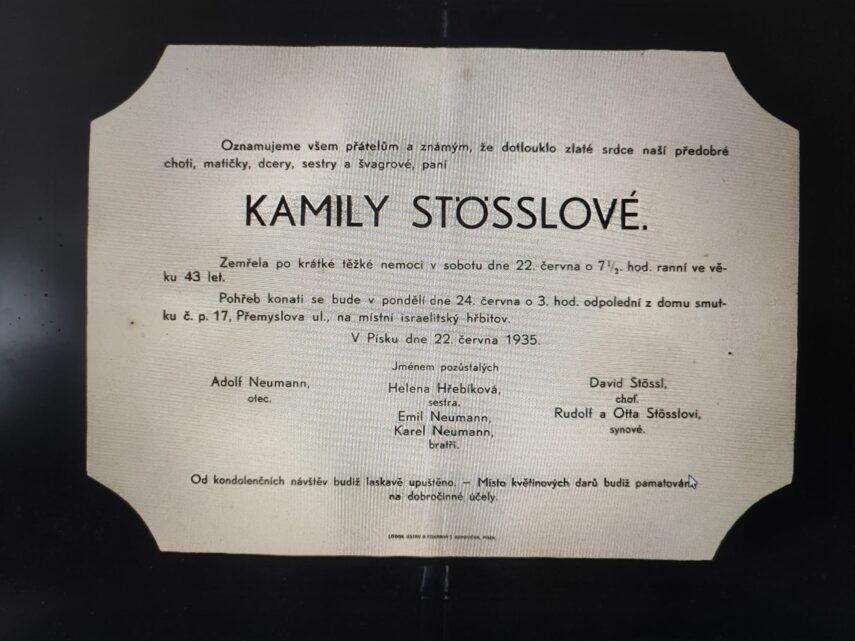 Oznamujeme všem přátelům a známým, že dotlouklo zlaté srdce naší předobré
choti, matičky, dcery, sestry a švagrové, paní
KAMILY STÖSSLOVÉ.
Zemřela po krátké těžké nemoci v sobotu dne 22. června o 7½. hod. ranní ve vě-
ku 43 let.
Pohřeb konati se bude v pondělí dne 24. června o 3. hod. odpolední z domu smut-
ku č. p. 17, Přemyslova ul., na místní israelitský hřbitov.
V Písku dne 22. června 1935.
Jménem pozůstalých
Adolf Neumann,
otec.
Helena Hřebíková,
sestra.
Emil Neumann,
Karel Neumann,
bratři.
David Stössl,
choť.
Rudolf a Otta Stösslovi,
synové.
Od kondolenčních návštěv budiž laskavě upuštěno. — Místo květinových darů budiž pamatován
na dobročinné účely.